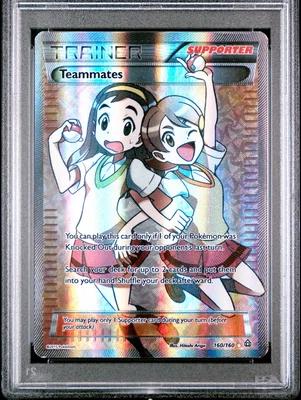 TRAINER
SUPPORTER
Teammates
You can play this card only if 1 of your Pokémon was
Knocked Out during your opponent's last turn.
Search your deck for up to 2 cards and put them
into your hand. Shuffle your deck afterward.
You may play only 1 Supporter card during your turn (before
your attack).
Illus. Hitoshi Ariga
160/160